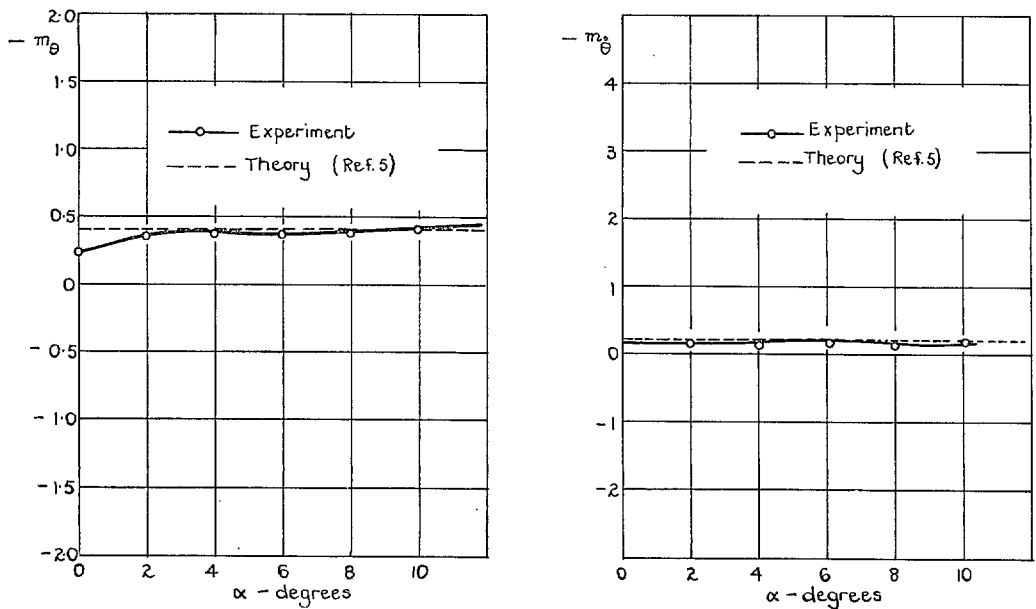 2.0
- mθ
1.5
1.0
0.5
0
- 0.5
- 1.0
- 1.5
- 2.0
Experiment
Theory (Ref. 5)
0 2 4 6 8 10
α - degrees
- mθ̇
4
3
2
1
0
-1
-2
Experiment
Theory (Ref. 5)
0 2 4 6 8 10
α - degrees